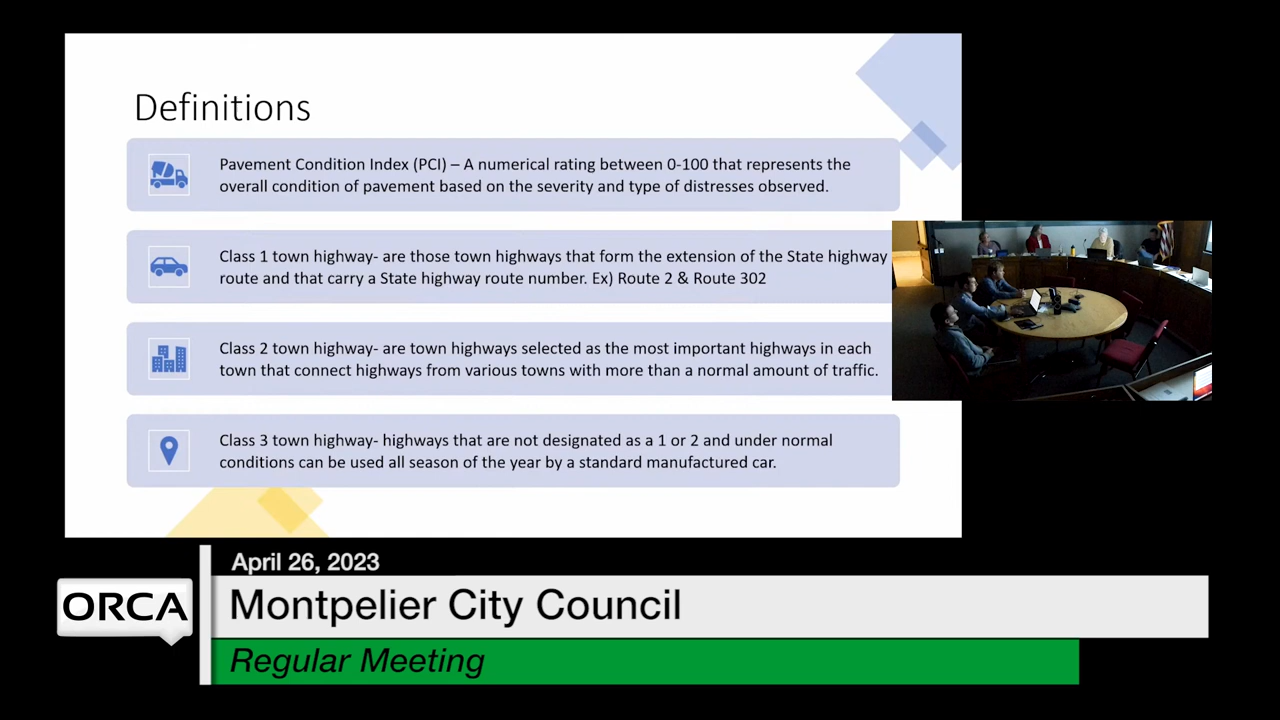 Definitions
Pavement Condition Index (PCI) – A numerical rating between 0-100 that represents the
overall condition of pavement based on the severity and type of distresses observed.
Class 1 town highway- are those town highways that form the extension of the State highway
route and that carry a State highway route number. Ex) Route 2 & Route 302
Class 2 town highway- are town highways selected as the most important highways in each
town that connect highways from various towns with more than a normal amount of traffic.
Class 3 town highway- highways that are not designated as a 1 or 2 and under normal
conditions can be used all season of the year by a standard manufactured car.
April 26, 2023
ORCA
Montpelier City Council
Regular Meeting